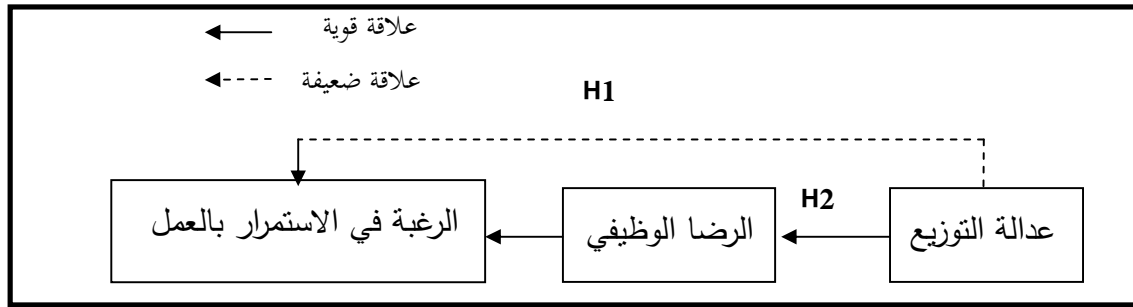 علاقة قوية
علاقة ضعيفة
H1
H2
عدالة التوزيع
الرضا الوظيفي
الرغبة في الاستمرار بالعمل